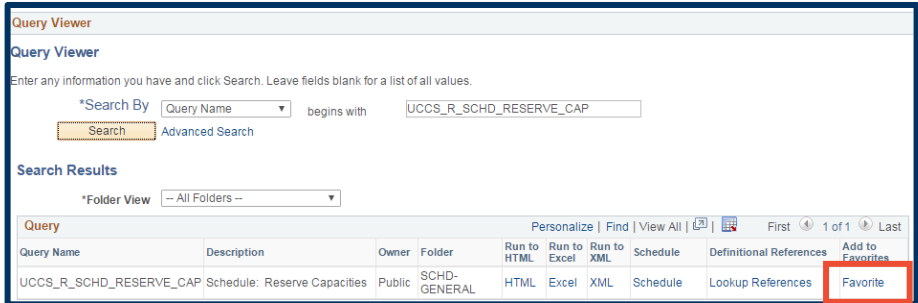 Query Viewer
Query Viewer
Enter any information you have and click Search. Leave fields blank for a list of all values.
*Search By Query Name begins with UCCS_R_SCHD_RESERVE_CAP
Search Advanced Search
Search Results
*Folder View -- All Folders --
Query Personalize | Find | View All | | First 1 of 1 Last
Query Name Description Owner Folder Run to HTML Run to Excel Run to XML Schedule Definitional References Add to Favorites
UCCS_R_SCHD_RESERVE_CAP Schedule: Reserve Capacities Public SCHD-GENERAL HTML Excel XML Schedule Lookup References Favorite